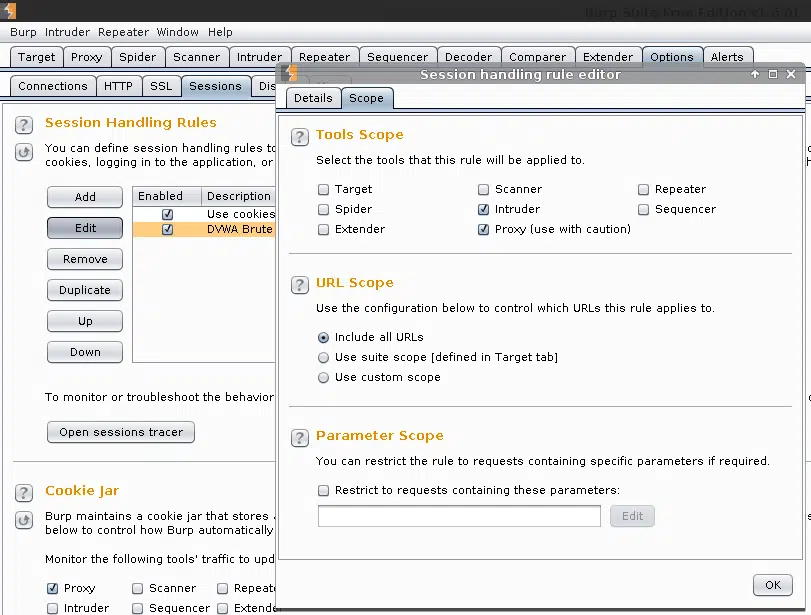 Burp Suite Free Edition v1.6.01
Burp Intruder Repeater Window Help
Target Proxy Spider Scanner Intruder Repeater Sequencer Decoder Comparer Extender Options Alerts
Connections HTTP SSL Sessions Dis
Session Handling Rules
You can define session handling rules to
cookies, logging in to the application, or
Add
Edit
Remove
Duplicate
Up
Down
Enabled Description
Use cookies
DVWA Brute
To monitor or troubleshoot the behavior
Open sessions tracer
Cookie Jar
Burp maintains a cookie jar that stores
below to control how Burp automatically
Monitor the following tools' traffic to upd
Proxy Scanner Repeat
Intruder Sequencer Extende
Session handling rule editor
Details Scope
Tools Scope
Select the tools that this rule will be applied to.
Target Scanner Repeater
Spider Intruder Sequencer
Extender Proxy (use with caution)
URL Scope
Use the configuration below to control which URLs this rule applies to.
Include all URLs
Use suite scope [defined in Target tab]
Use custom scope
Parameter Scope
You can restrict the rule to requests containing specific parameters if required.
Restrict to requests containing these parameters:
Edit
OK